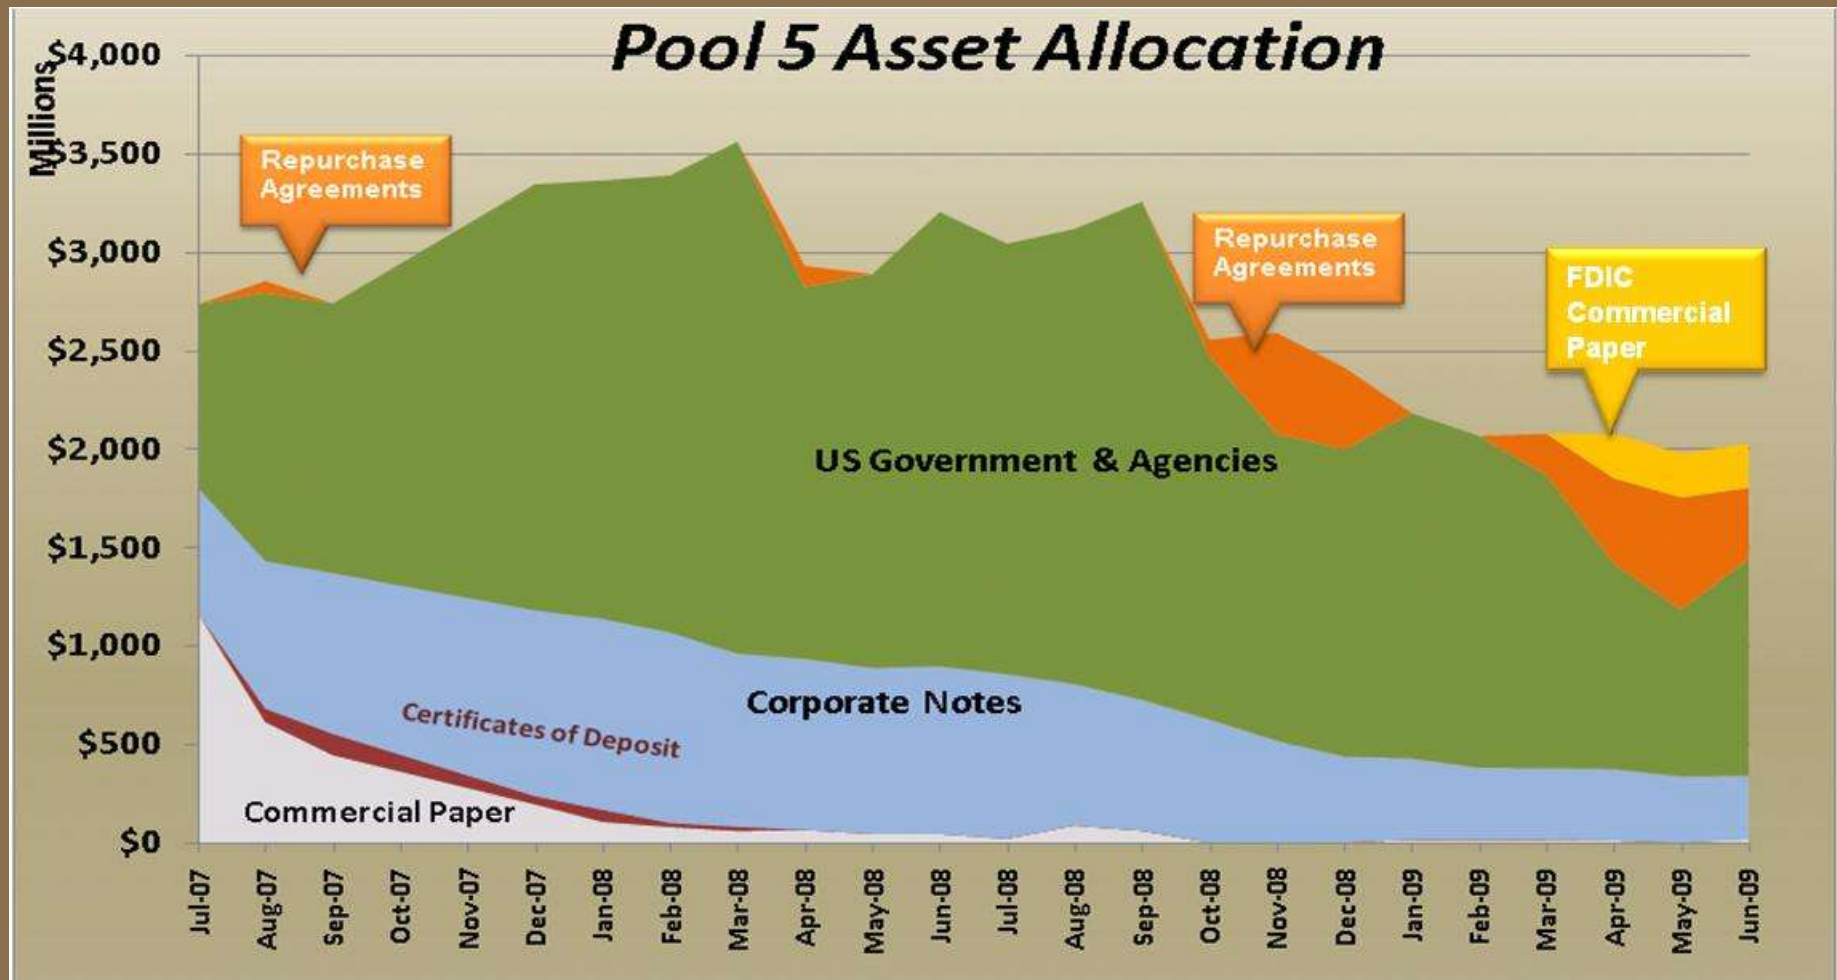 Pool 5 Asset Allocation
Millions
$4,000
$3,500
$3,000
$2,500
$2,000
$1,500
$1,000
$500
$0
Repurchase
Agreements
Repurchase
Agreements
FDIC
Commercial
Paper
US Government & Agencies
Corporate Notes
Certificates of Deposit
Commercial Paper
Jul-07
Aug-07
Sep-07
Oct-07
Nov-07
Dec-07
Jan-08
Feb-08
Mar-08
Apr-08
May-08
Jun-08
Jul-08
Aug-08
Sep-08
Oct-08
Nov-08
Dec-08
Jan-09
Feb-09
Mar-09
Apr-09
May-09
Jun-09